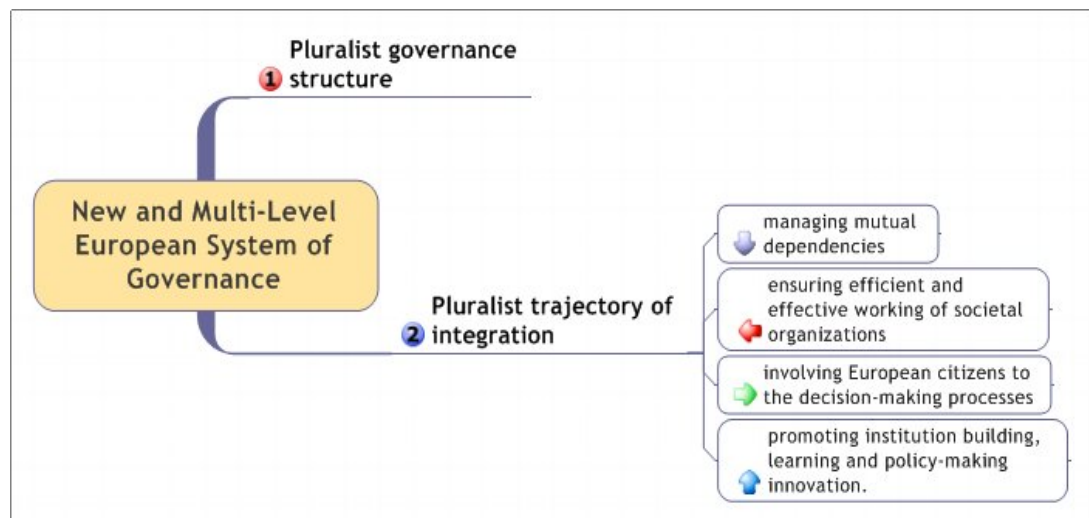 Pluralist governance
1 structure
New and Multi-Level
European System of
Governance
Pluralist trajectory of
2 integration
managing mutual
dependencies
ensuring efficient and
effective working of societal
organizations
involving European citizens to
the decision-making processes
promoting institution building,
learning and policy-making
innovation.